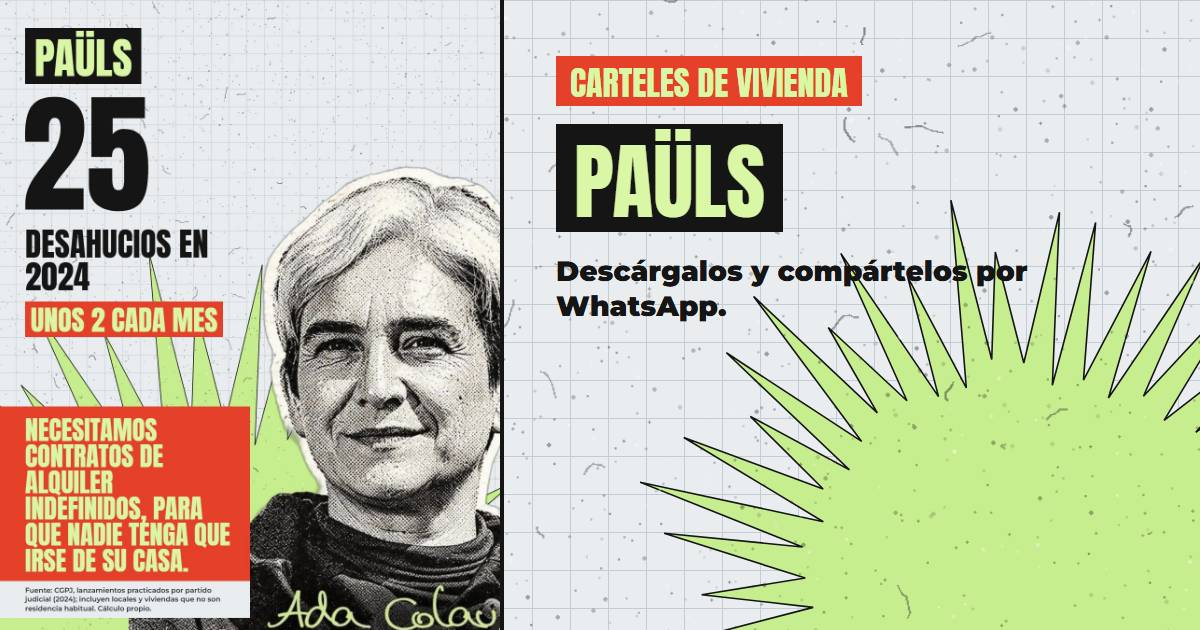 PAÜLS
25
DESAHUCIOS EN
2024
UNOS 2 CADA MES
NECESITAMOS
CONTRATOS DE
ALQUILER
INDEFINIDOS, PARA
QUE NADIE TENGA QUE
IRSE DE SU CASA.
Fuente: CGPJ, lanzamientos practicados por partido
judicial (2024); incluyen locales y viviendas que no son
residencia habitual. Cálculo propio.
Ada Colau
CARTELES DE VIVIENDA
PAÜLS
Descárgalos y compártelos por
WhatsApp.